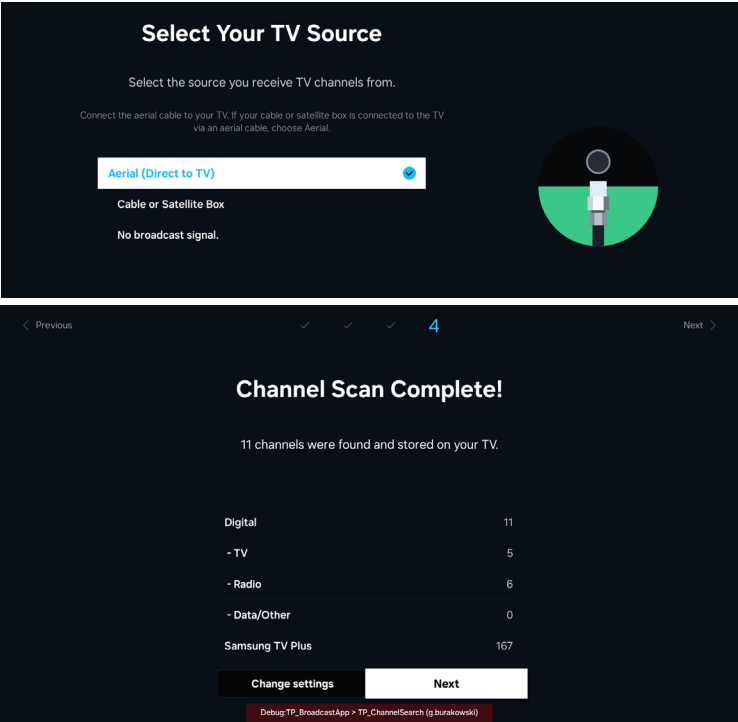 Select Your TV Source
Select the source you receive TV channels from.
Connect the aerial cable to your TV. If your cable or satellite box is connected to the TV
via an aerial cable, choose Aerial.
Aerial (Direct to TV)
Cable or Satellite Box
No broadcast signal.
Previous
4
Next
Channel Scan Complete!
11 channels were found and stored on your TV.
Digital 11
- TV 5
- Radio 6
- Data/Other 0
Samsung TV Plus 167
Change settings Next
Debug:TP_BroadcastApp > TP_ChannelSearch (g.burakowski)